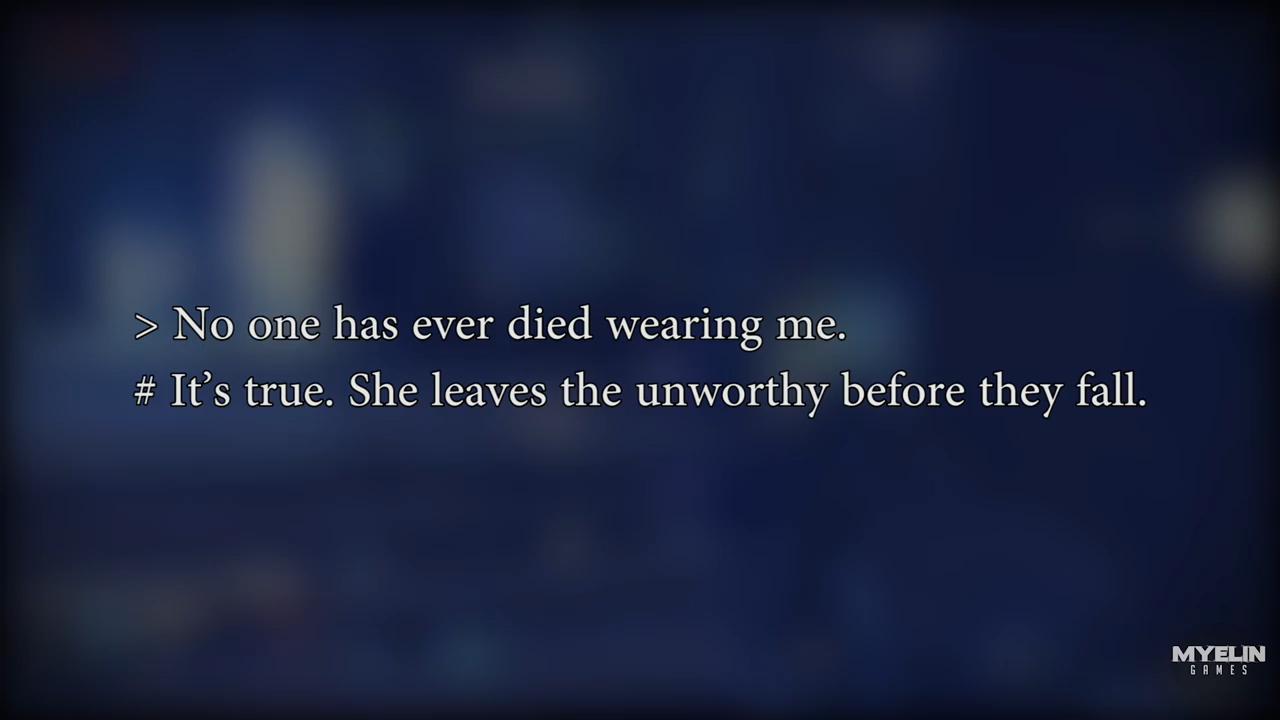 > No one has ever died wearing me.
# It’s true. She leaves the unworthy before they fall.
MYELIN
GAMES